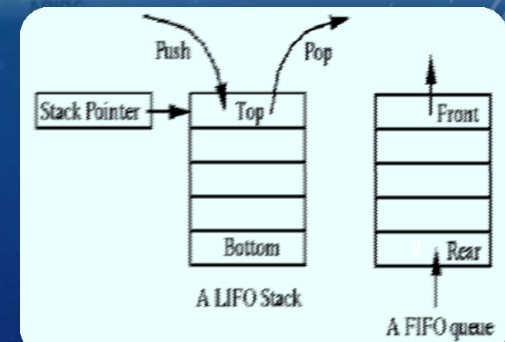 Push
Pop
Stack Pointer
Top
Front
Bottom
Rear
A LIFO Stack
A FIFO queue